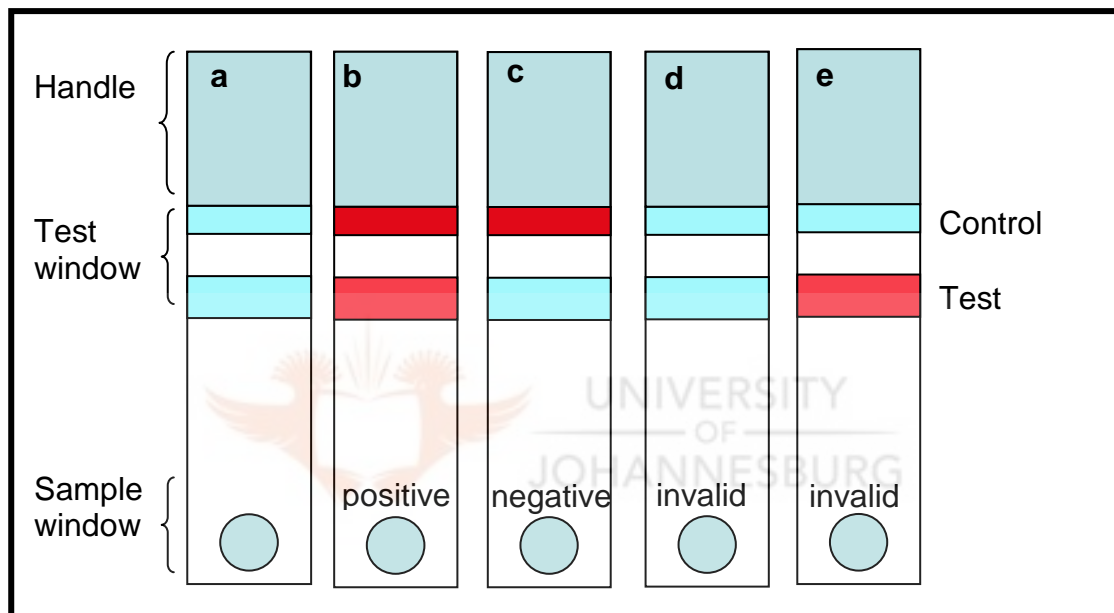 Handle
a
b
c
d
e
Test
window
Control
Test
UNIVERSITY
OF
JOHANNESBURG
Sample
window
positive
negative
invalid
invalid